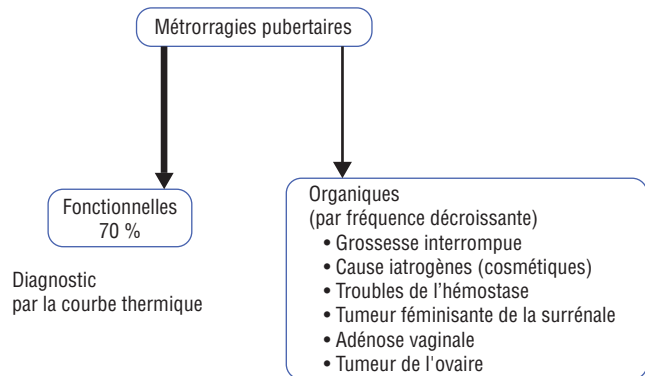 Métrorragies pubertaires
Fonctionnelles
70 %
Diagnostic
par la courbe thermique
Organiques
(par fréquence décroissante)
• Grossesse interrompue
• Cause iatrogènes (cosmétiques)
• Troubles de l'hémostase
• Tumeur féminisante de la surrénale
• Adénose vaginale
• Tumeur de l'ovaire